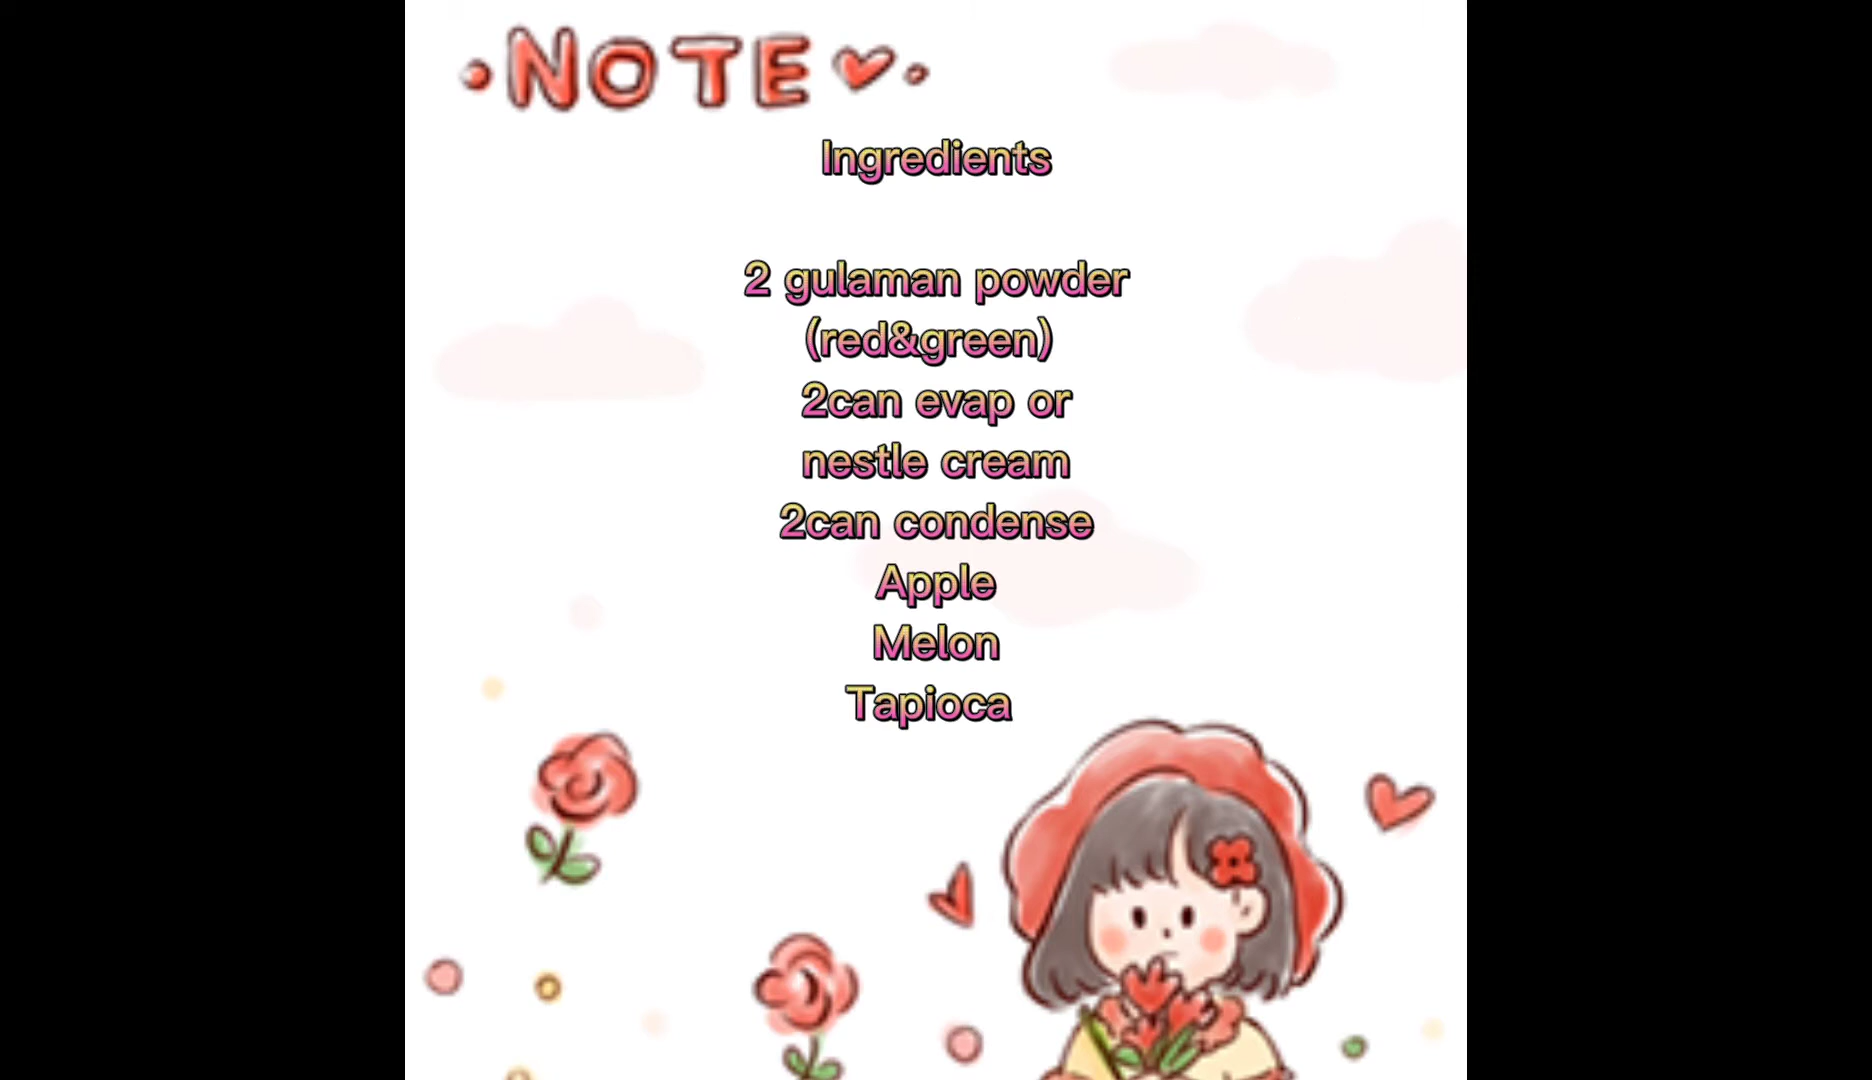 NOTE
Ingredients
2 gulaman powder
(red&green)
2can evap or
nestle cream
2can condense
Apple
Melon
Tapioca